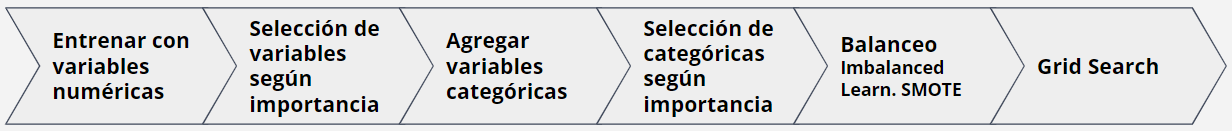 Entrenar con
variables
numéricas
Selección de
variables
según
importancia
Agregar
variables
categóricas
Selección de
categóricas
según
importancia
Balanceo
Imbalanced
Learn. SMOTE
Grid Search